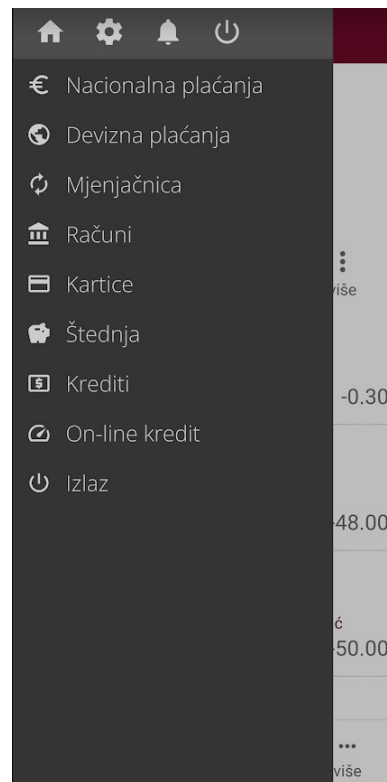 Nacionalna plaćanja
Devizna plaćanja
Mjenjačnica
Računi
više
Kartice
Štednja
Krediti
-0.30
On-line kredit
Izlaz
-48.00
ć
-50.00
više